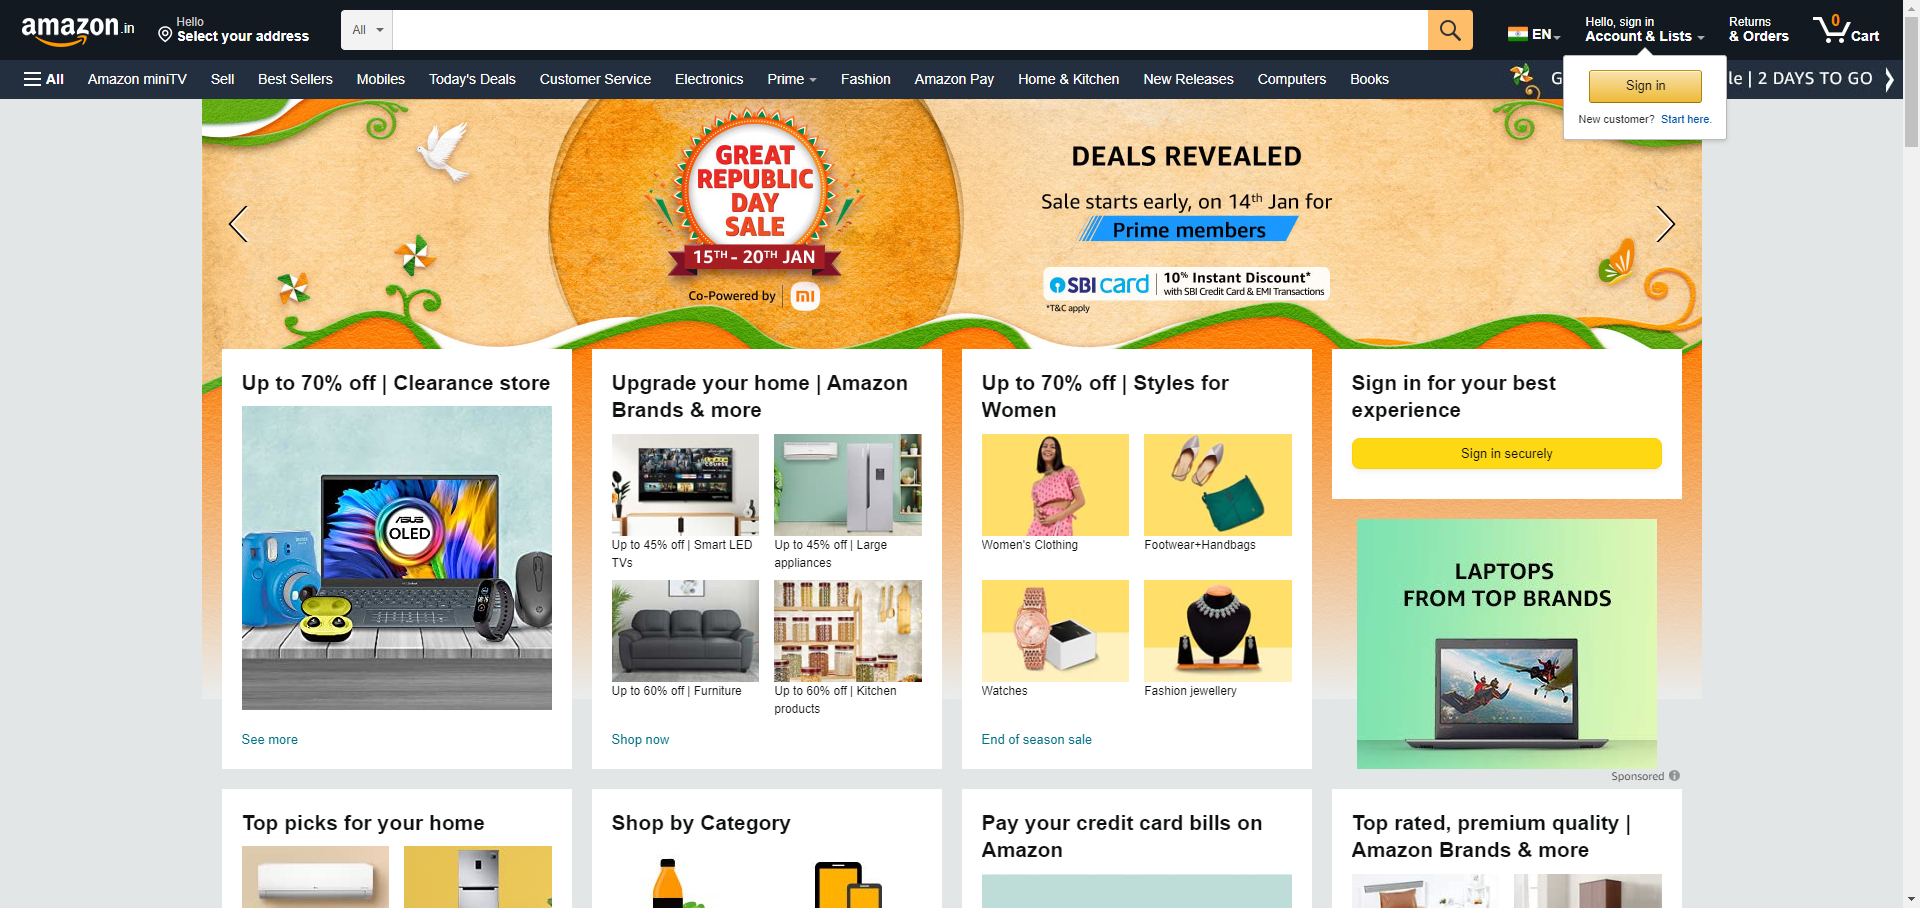 amazon.in
Hello
Select your address
All
EN
Hello, sign in
Account & Lists
Returns
& Orders
0
Cart
All
Amazon miniTV
Sell
Best Sellers
Mobiles
Today's Deals
Customer Service
Electronics
Prime
Fashion
Amazon Pay
Home & Kitchen
New Releases
Computers
Books
G
le | 2 DAYS TO GO
Sign in
New customer? Start here.
GREAT
REPUBLIC
DAY
SALE
15TH - 20TH JAN
Co-Powered by
mi
DEALS REVEALED
Sale starts early, on 14th Jan for
Prime members
SBI card
10% Instant Discount*
with SBI Credit Card & EMI Transactions
*T&C apply
Up to 70% off | Clearance store
ASUS
OLED
See more
Upgrade your home | Amazon
Brands & more
Up to 45% off | Smart LED
TVs
Up to 45% off | Large
appliances
Up to 60% off | Furniture
Up to 60% off | Kitchen
products
Shop now
Up to 70% off | Styles for
Women
Women's Clothing
Footwear+Handbags
Watches
Fashion jewellery
End of season sale
Sign in for your best
experience
Sign in securely
LAPTOPS
FROM TOP BRANDS
Sponsored
Top picks for your home
Shop by Category
Pay your credit card bills on
Amazon
Top rated, premium quality |
Amazon Brands & more